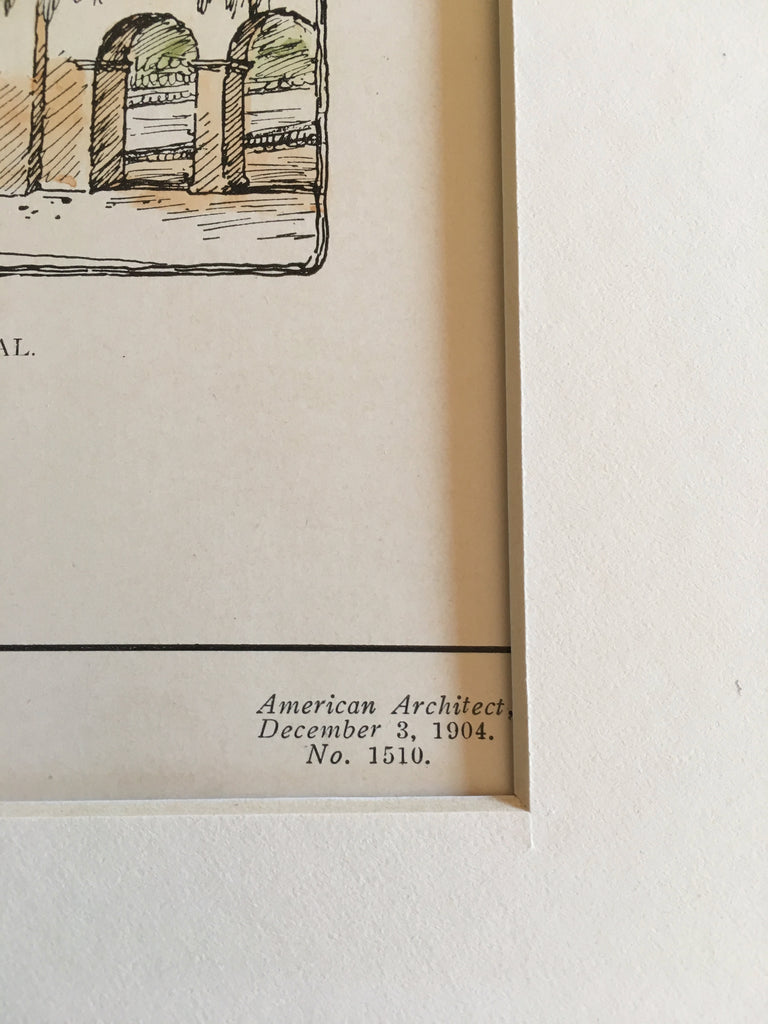 AL.
American Architect,
December 3, 1904.
No. 1510.